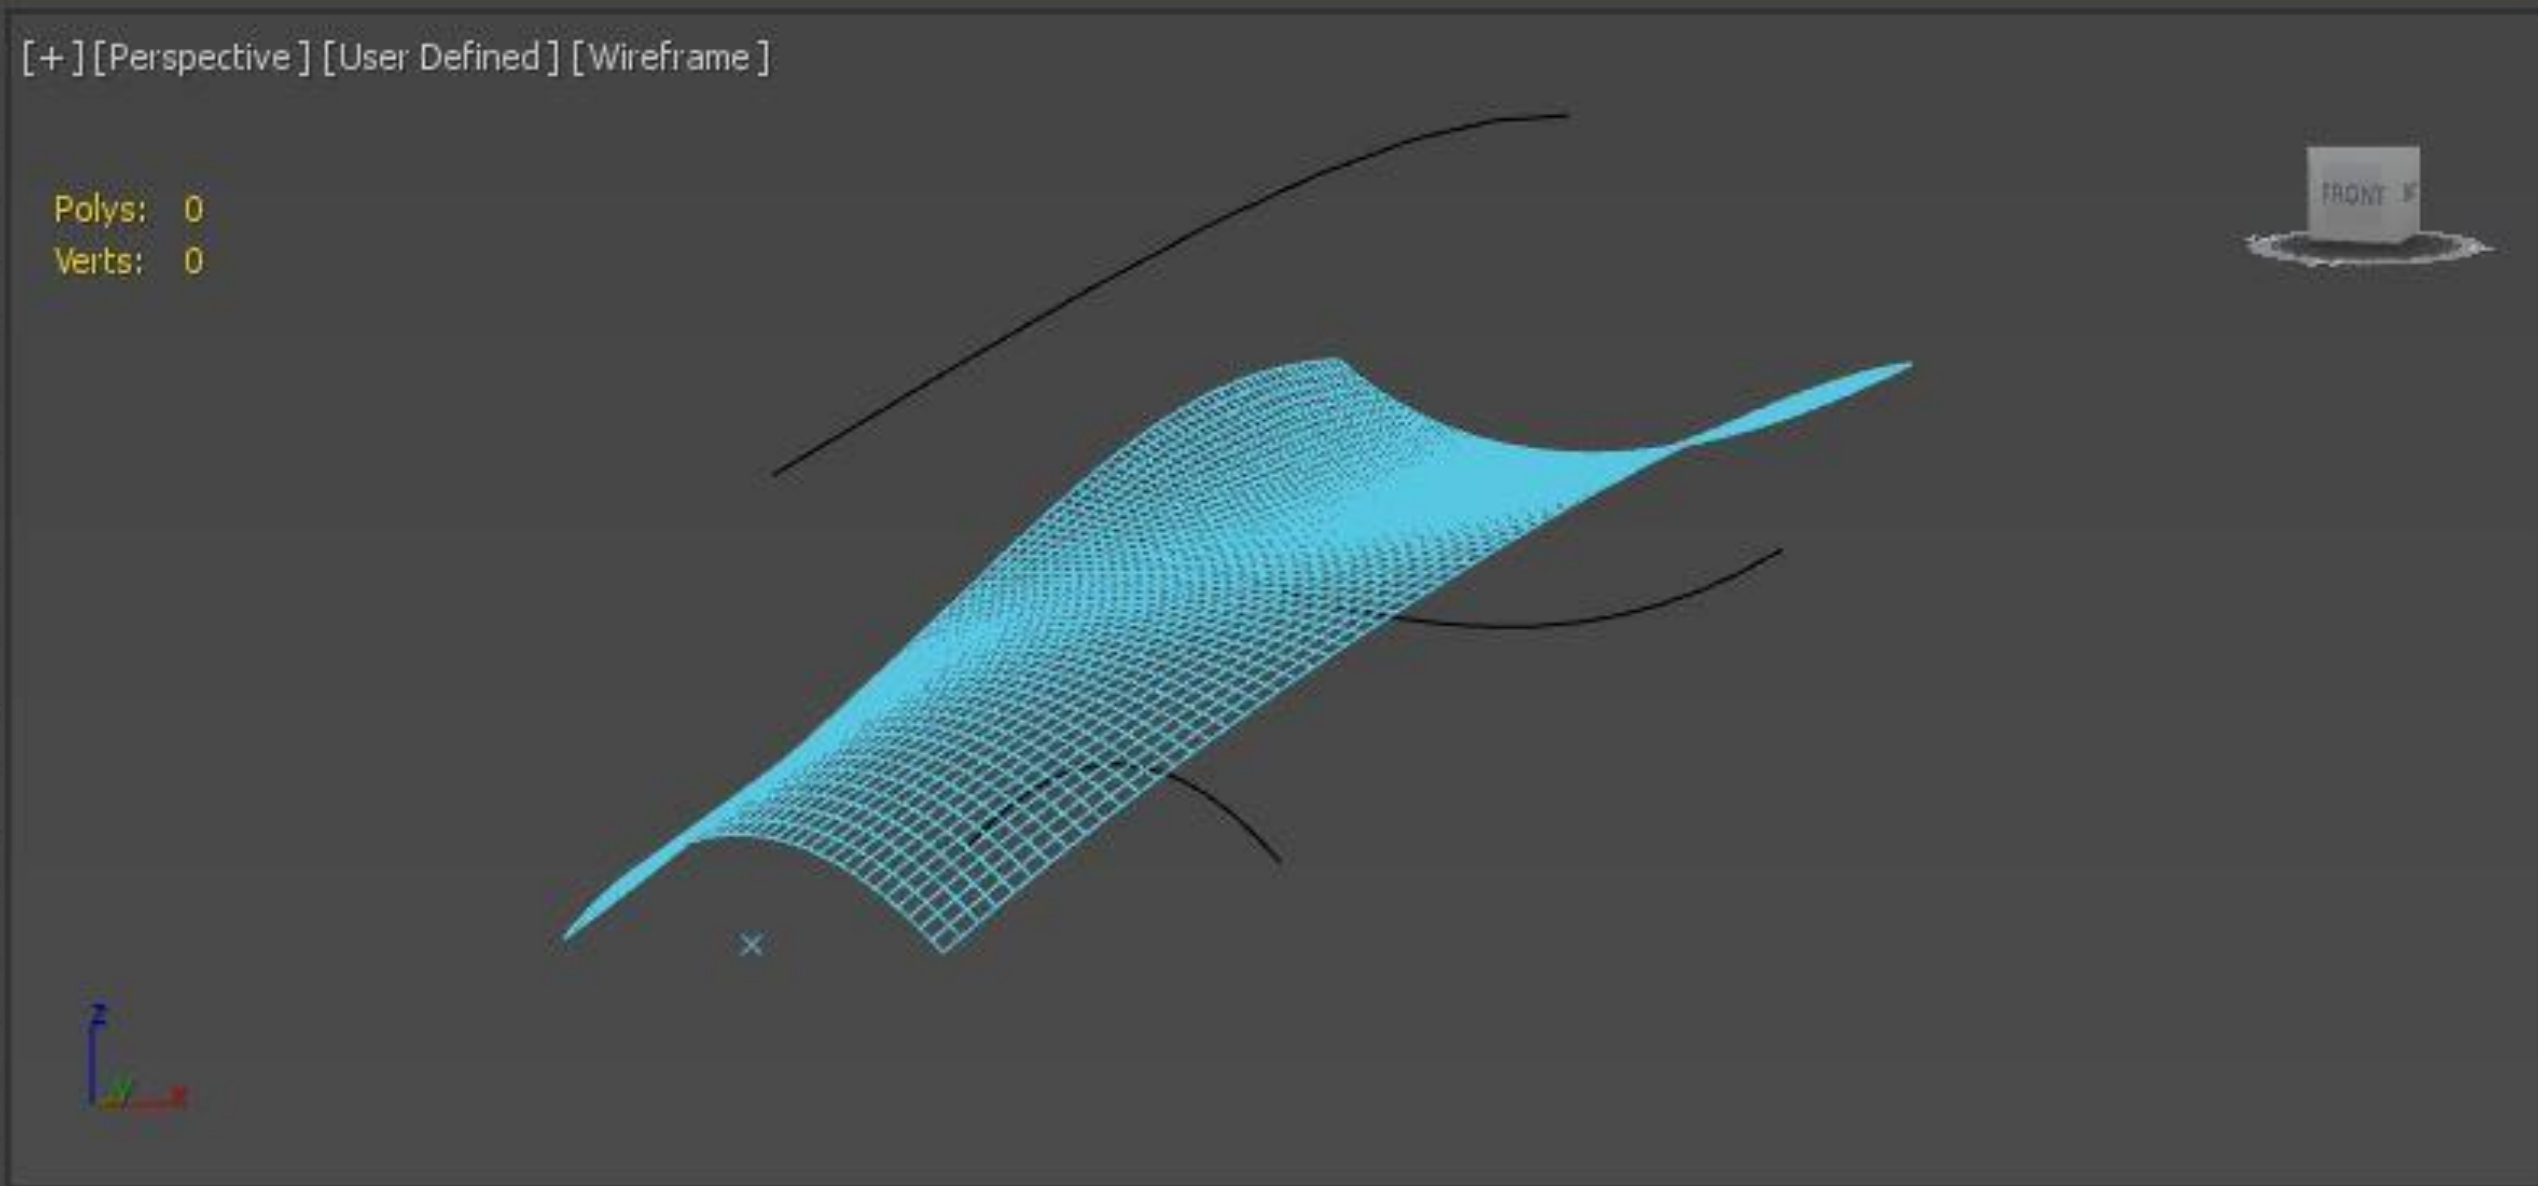 [+] [Perspective] [User Defined] [Wireframe]
Polys: 0
Verts: 0
FRONT
z
y
x